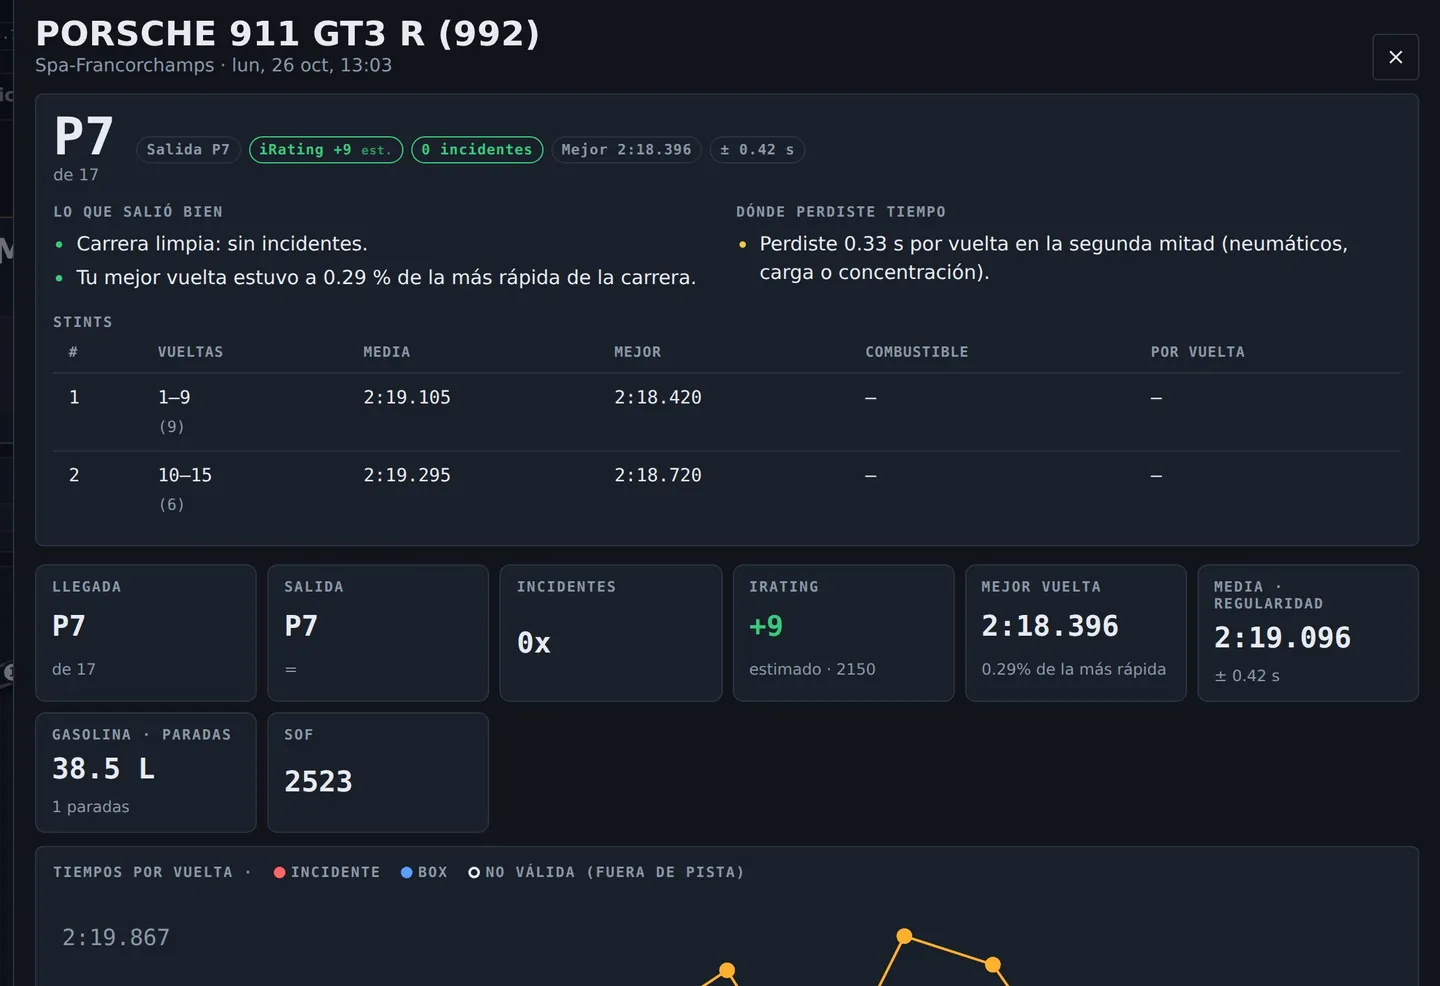 PORSCHE 911 GT3 R (992)
Spa-Francorchamps · lun, 26 oct, 13:03
×
P7
de 17
Salida P7
iRating +9 est.
0 incidentes
Mejor 2:18.396
± 0.42 s
LO QUE SALIÓ BIEN
• Carrera limpia: sin incidentes.
• Tu mejor vuelta estuvo a 0.29 % de la más rápida de la carrera.
DÓNDE PERDISTE TIEMPO
• Perdiste 0.33 s por vuelta en la segunda mitad (neumáticos,
carga o concentración).
STINTS
# VUELTAS MEDIA MEJOR COMBUSTIBLE POR VUELTA
1 1–9 2:19.105 2:18.420 — —
(9)
2 10–15 2:19.295 2:18.720 — —
(6)
LLEGADA
P7
de 17
SALIDA
P7
=
INCIDENTES
0x
IRATING
+9
estimado · 2150
MEJOR VUELTA
2:18.396
0.29% de la más rápida
MEDIA ·
REGULARIDAD
2:19.096
± 0.42 s
GASOLINA · PARADAS
38.5 L
1 paradas
SOF
2523
TIEMPOS POR VUELTA · INCIDENTE BOX NO VÁLIDA (FUERA DE PISTA)
2:19.867